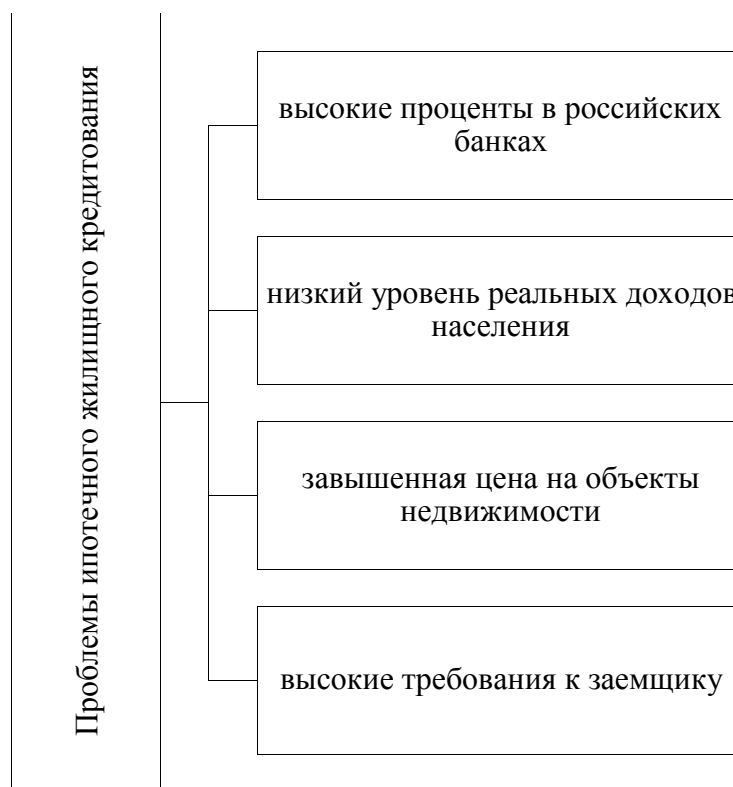 Проблемы ипотечного жилищного кредитования
высокие проценты в российских
банках
низкий уровень реальных доходов
населения
завышенная цена на объекты
недвижимости
высокие требования к заемщику